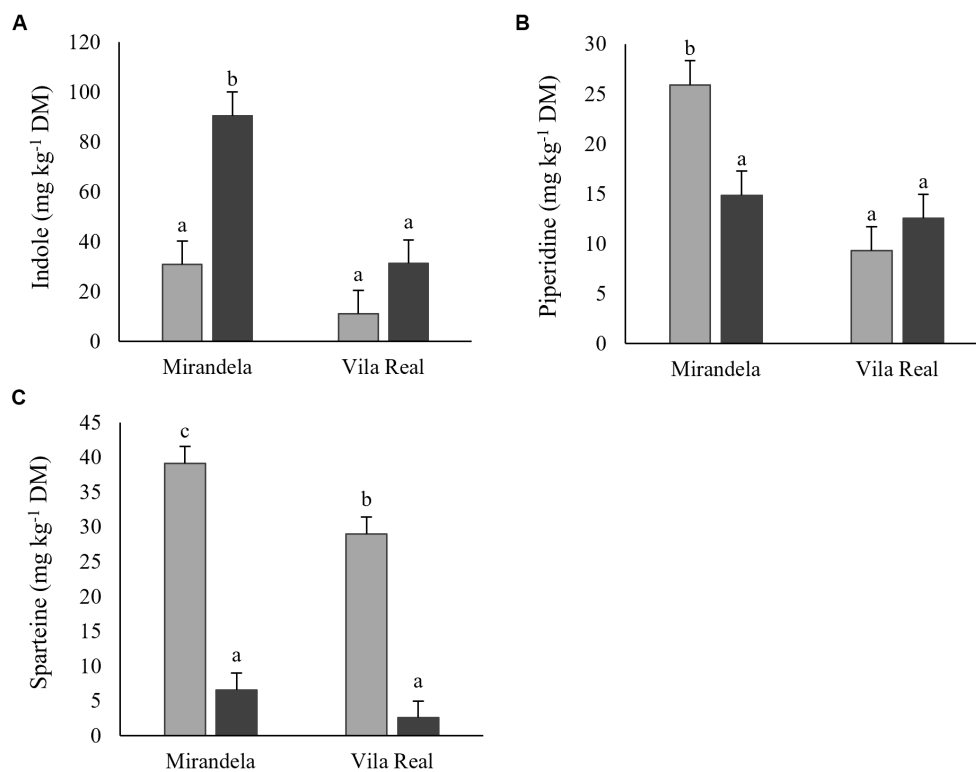 A
Indole (mg kg⁻¹ DM)
120
100
80
60
40
20
0
a
b
a
a
Mirandela
Vila Real
B
Piperidine (mg kg⁻¹ DM)
30
25
20
15
10
5
0
b
a
a
a
Mirandela
Vila Real
C
Sparteine (mg kg⁻¹ DM)
45
40
35
30
25
20
15
10
5
0
c
a
b
a
Mirandela
Vila Real